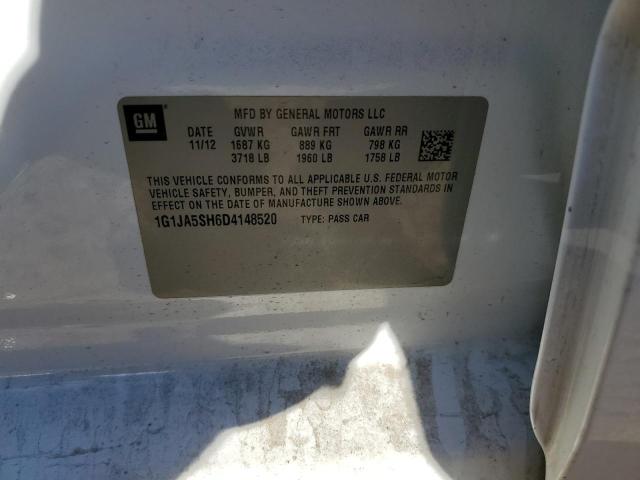 GM
MFD BY GENERAL MOTORS LLC
DATE GVWR GAWR FRT GAWR RR
11/12 1687 KG 889 KG 798 KG
3718 LB 1960 LB 1758 LB
THIS VEHICLE CONFORMS TO ALL APPLICABLE U.S. FEDERAL MOTOR
VEHICLE SAFETY, BUMPER, AND THEFT PREVENTION STANDARDS IN
EFFECT ON THE DATE OF MANUFACTURE SHOWN ABOVE.
1G1JA5SH6D4148520 TYPE: PASS CAR